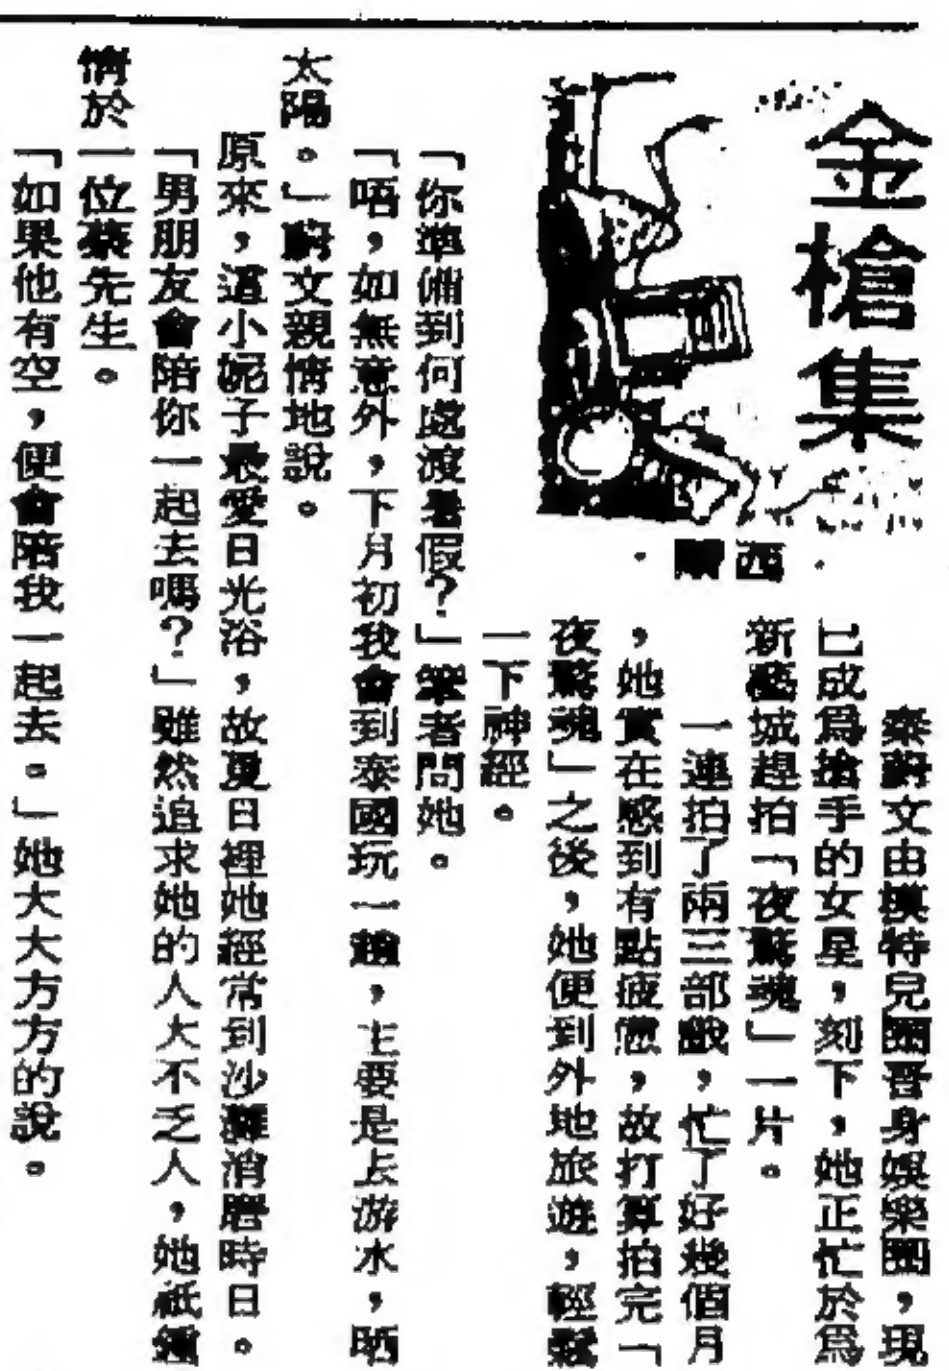 金槍集
．西▢．
秦蔚文由模特兒圈晉身娛樂圈，現
已成爲搶手的女星，刻下，她正忙於爲
新藝城趕拍「夜驚魂」一片。
一連拍了兩三部戲，忙了好幾個月
，她實在感到有點疲憊，故打算拍完「
夜驚魂」之後，她便到外地旅遊，輕鬆
一下神經。
「你準備到何處渡暑假？」筆者問她。
「唔，如無意外，下月初我會到泰國玩一趟，主要是去游水，晒
太陽。」蔚文親情地說。
原來，這小妮子最愛日光浴，故夏日裡她經常到沙灘消磨時日。
「男朋友會陪你一起去嗎？」雖然追求她的人大不乏人，她祇鍾
情於一位蔡先生。
「如果他有空，便會陪我一起去。」她大大方方的說。